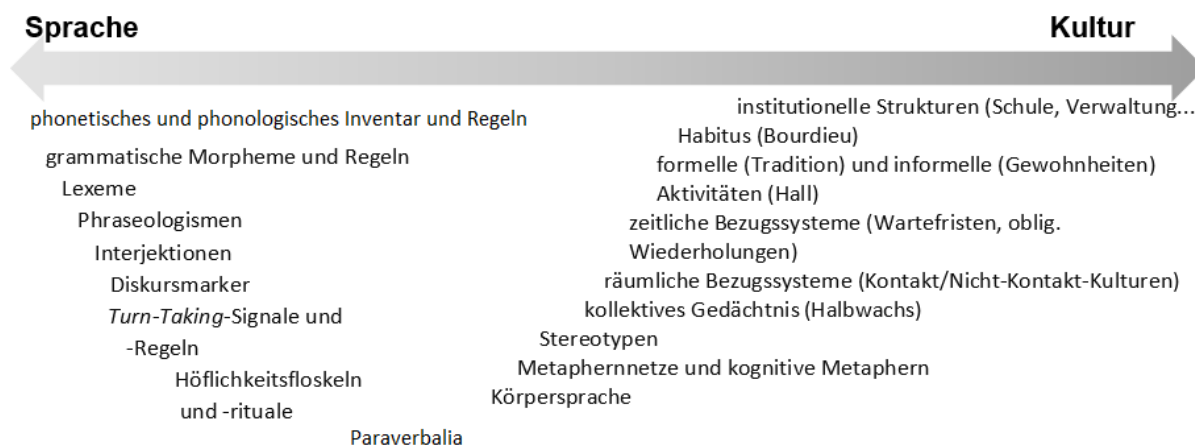 Sprache
Kultur
phonetisches und phonologisches Inventar und Regeln
grammatische Morpheme und Regeln
Lexeme
Phraseologismen
Interjektionen
Diskursmarker
Turn-Taking-Signale und
-Regeln
Höflichkeitsfloskeln
und -rituale
Paraverbalia
institutionelle Strukturen (Schule, Verwaltung...
Habitus (Bourdieu)
formelle (Tradition) und informelle (Gewohnheiten)
Aktivitäten (Hall)
zeitliche Bezugssysteme (Wartefristen, oblig.
Wiederholungen)
räumliche Bezugssysteme (Kontakt/Nicht-Kontakt-Kulturen)
kollektives Gedächtnis (Halbwachs)
Stereotypen
Metaphernnetze und kognitive Metaphern
Körpersprache